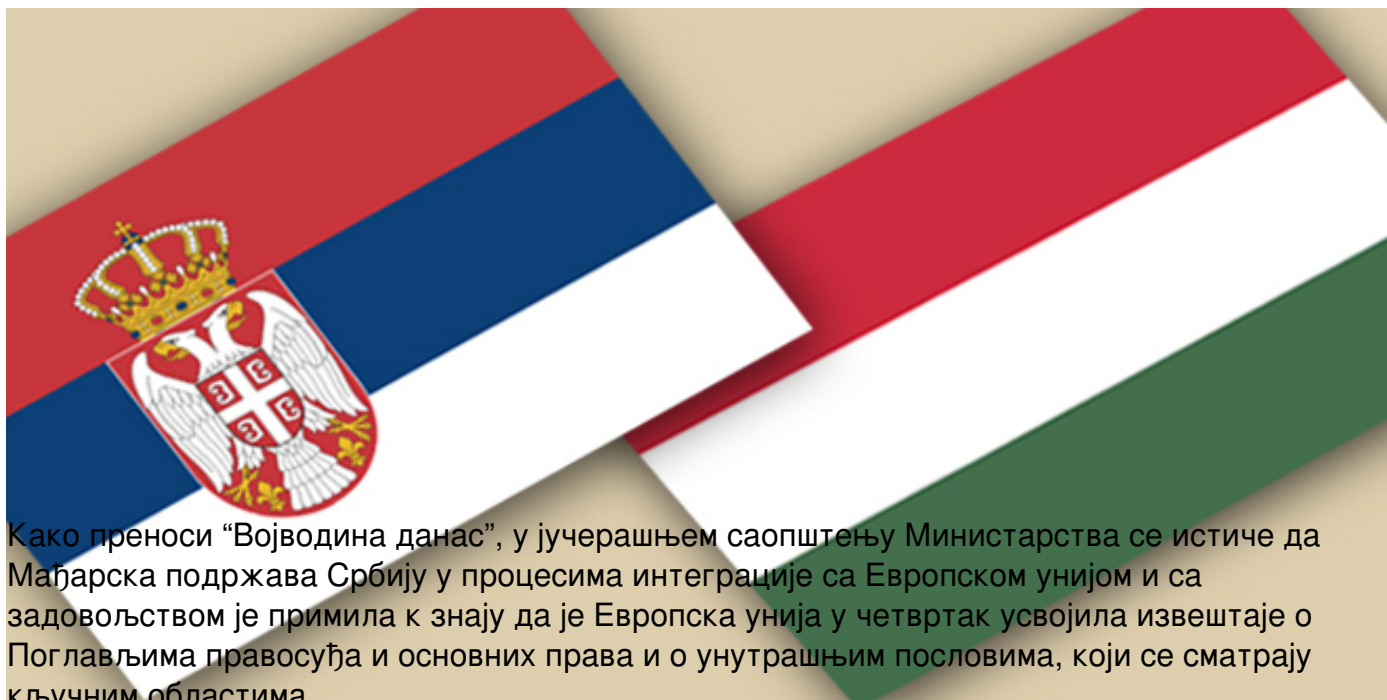 Како преноси “Војводина данас”, у јучерашњем саопштењу Министарства се истиче да
Мађарска подржава Србију у процесима интеграције са Европском унијом и са
задовољством је примила к знају да је Европска унија у четвртак усвојила извештаје о
Поглављима правосуђа и основних права и о унутрашњим пословима, који се сматрају
кључним областима